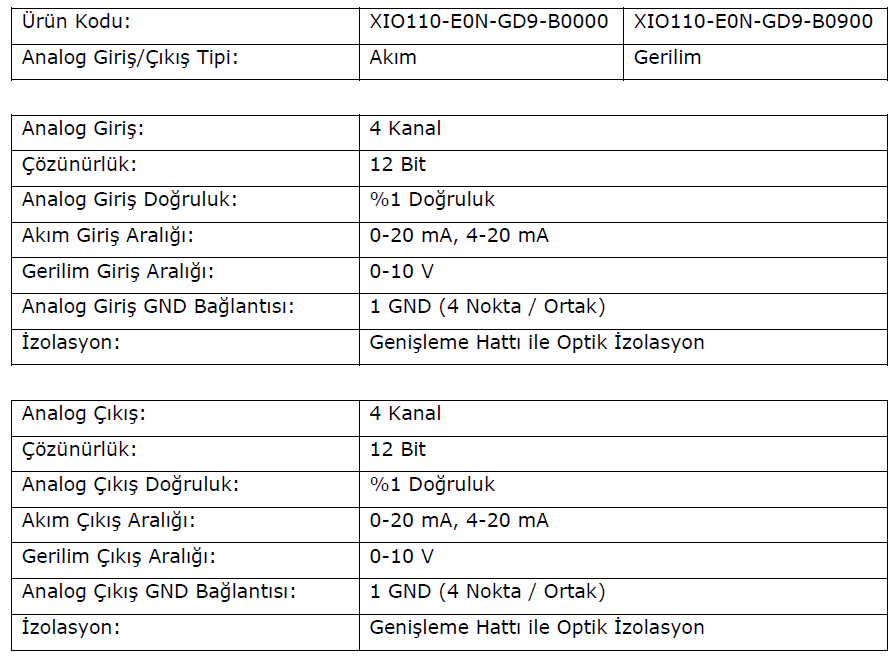 Ürün Kodu: XIO110-E0N-GD9-B0000 XIO110-E0N-GD9-B0900
Analog Giriş/Çıkış Tipi: Akım Gerilim
Analog Giriş: 4 Kanal
Çözünürlük: 12 Bit
Analog Giriş Doğruluk: %1 Doğruluk
Akım Giriş Aralığı: 0-20 mA, 4-20 mA
Gerilim Giriş Aralığı: 0-10 V
Analog Giriş GND Bağlantısı: 1 GND (4 Nokta / Ortak)
İzolasyon: Genişleme Hattı ile Optik İzolasyon
Analog Çıkış: 4 Kanal
Çözünürlük: 12 Bit
Analog Çıkış Doğruluk: %1 Doğruluk
Akım Çıkış Aralığı: 0-20 mA, 4-20 mA
Gerilim Çıkış Aralığı: 0-10 V
Analog Çıkış GND Bağlantısı: 1 GND (4 Nokta / Ortak)
İzolasyon: Genişleme Hattı ile Optik İzolasyon